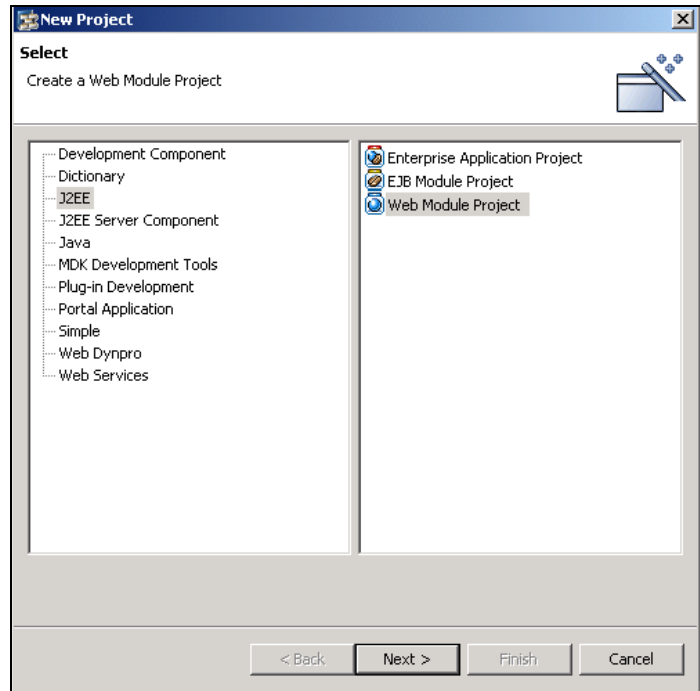 New Project
Select
Create a Web Module Project
Development Component
Dictionary
J2EE
J2EE Server Component
Java
MDK Development Tools
Plug-in Development
Portal Application
Simple
Web Dynpro
Web Services
Enterprise Application Project
EJB Module Project
Web Module Project
< Back
Next >
Finish
Cancel